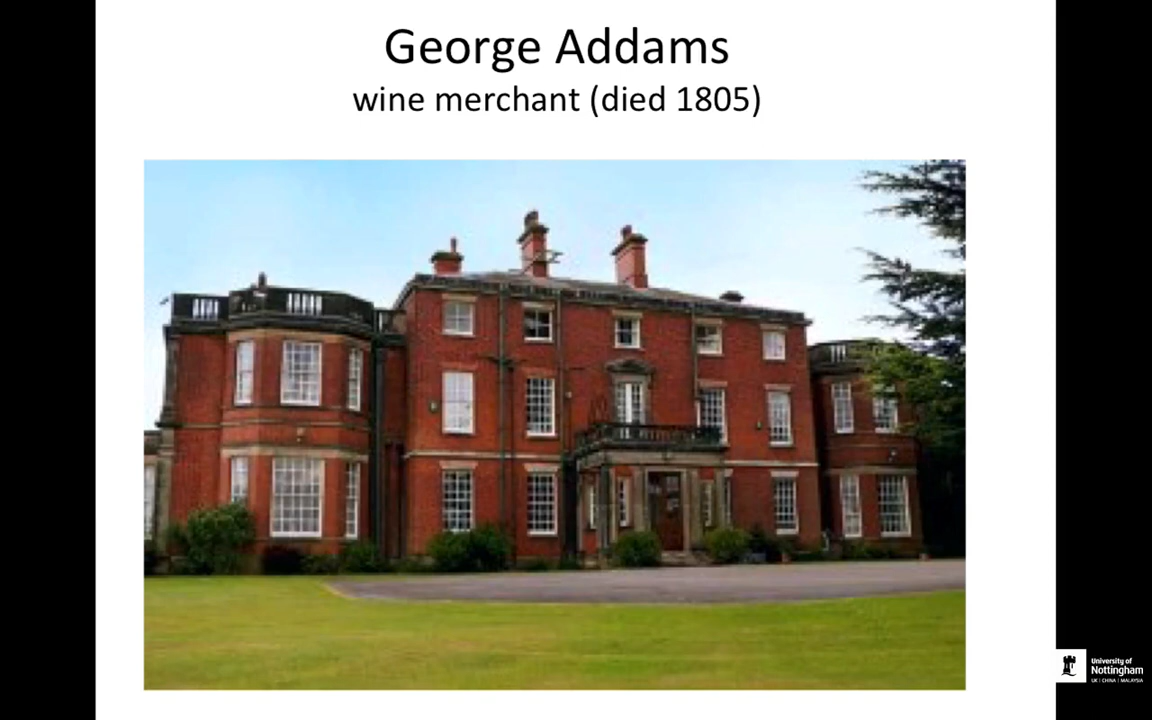 George Addams
wine merchant (died 1805)
University of
Nottingham
UK | CHINA | MALAYSIA